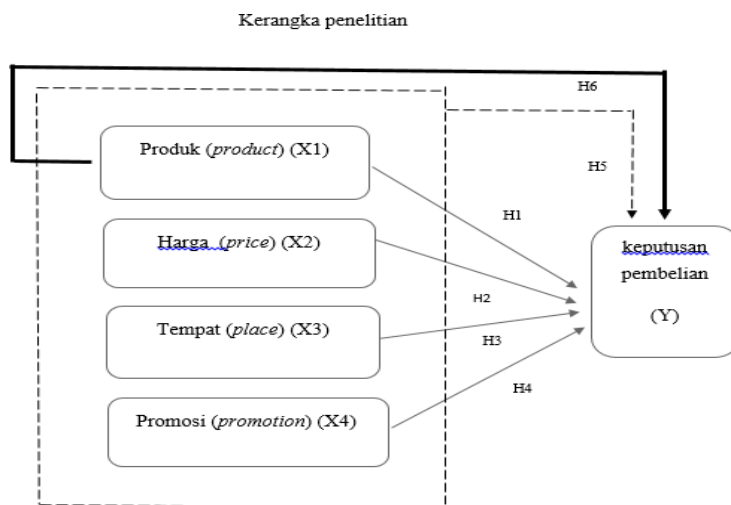 Kerangka penelitian
H6
Produk (product) (X1)
H5
H1
Harga (price) (X2)
keputusan
pembelian
(Y)
H2
Tempat (place) (X3)
H3
H4
Promosi (promotion) (X4)